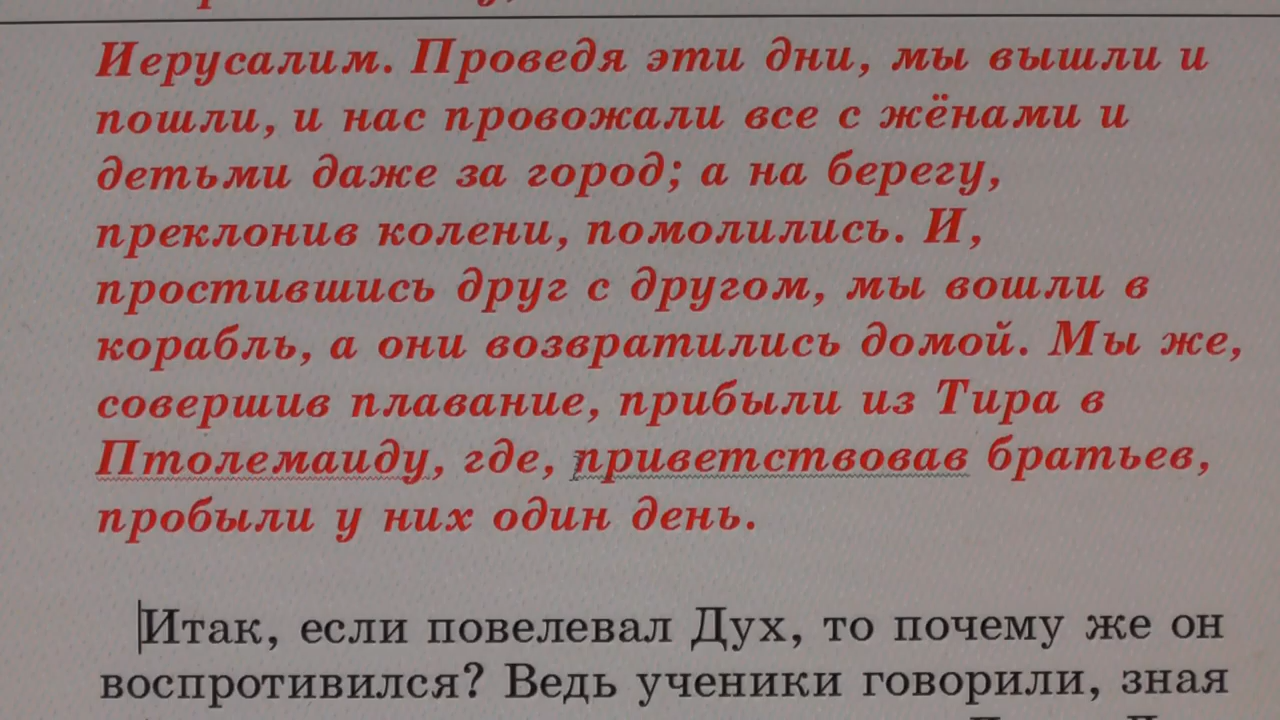 Иерусалим. Проведя эти дни, мы вышли и
пошли, и нас провожали все с жёнами и
детьми даже за город; а на берегу,
преклонив колени, помолились. И,
простившись друг с другом, мы вошли в
корабль, а они возвратились домой. Мы же,
совершив плавание, прибыли из Тира в
Птолемаиду, где, приветствовав братьев,
пробыли у них один день.
Итак, если повелевал Дух, то почему же он
воспротивился? Ведь ученики говорили, зная